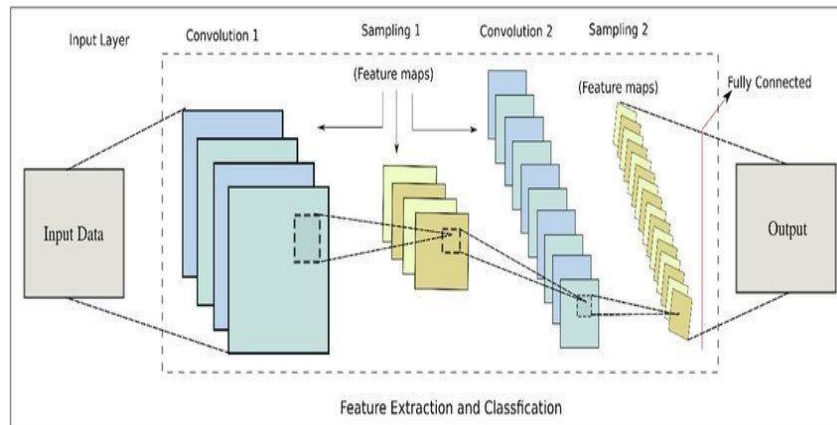 Input Layer
Convolution 1
Sampling 1
Convolution 2
Sampling 2
(Feature maps)
(Feature maps)
Fully Connected
Input Data
Output
Feature Extraction and Classfication